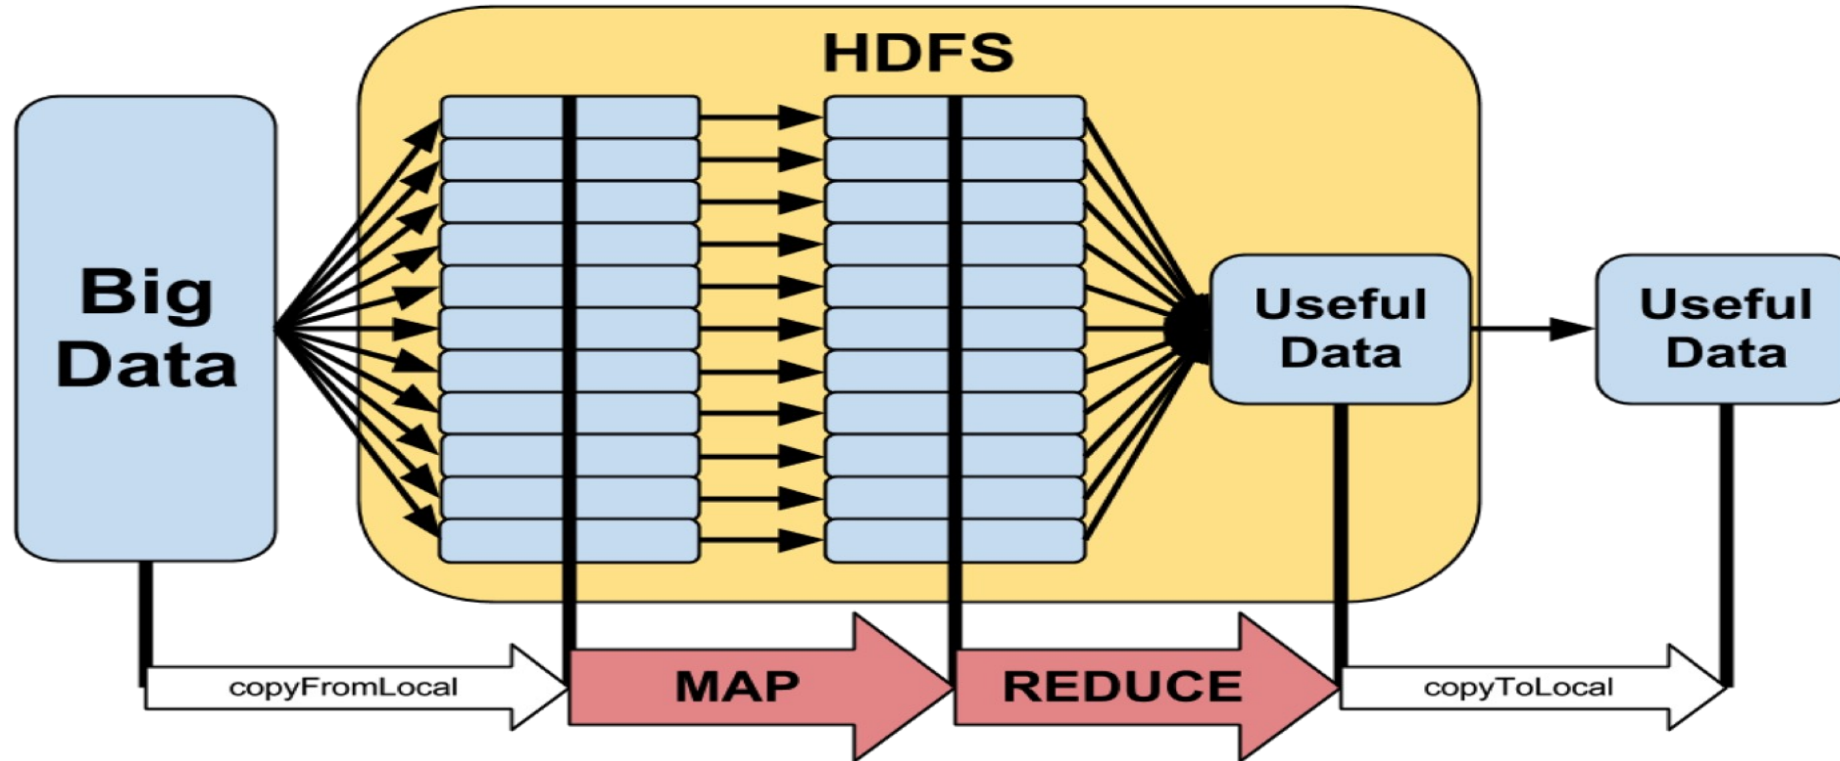 HDFS
Big
Data
Useful
Data
Useful
Data
copyFromLocal
MAP
REDUCE
copyToLocal